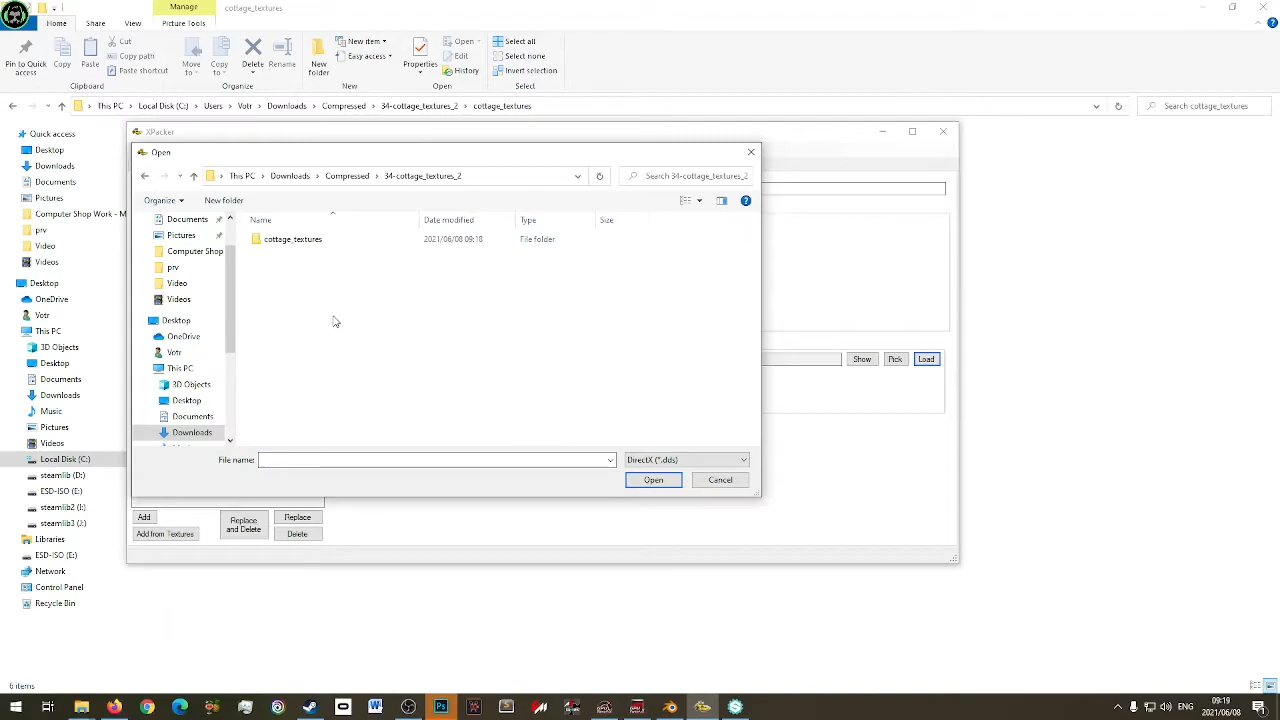 Manage
cottage_textures
Home
Share
View
Picture Tools
Pin to Quick access
Copy
Paste
Cut
Copy path
Paste shortcut
Clipboard
Move to
Copy to
Delete
Rename
Organize
New folder
New item
Easy access
New
Properties
Open
Edit
History
Open
Select all
Select none
Invert selection
Select
This PC > Local Disk (C:) > Users > Votr > Downloads > Compressed > 34-cottage_textures_2 > cottage_textures
Search cottage_textures
Quick access
Desktop
Downloads
Documents
Pictures
Computer Shop Work - M
prv
Video
Videos
Desktop
OneDrive
Votr
This PC
3D Objects
Desktop
Documents
Downloads
Music
Pictures
Videos
Local Disk (C:)
steamlib (D:)
ESD-ISO (E:)
steamlib2 (I:)
steamlib3 (J:)
Libraries
ESD-ISO (E:)
Network
Control Panel
Recycle Bin
6 items
XPacker
Open
This PC > Downloads > Compressed > 34-cottage_textures_2
Search 34-cottage_textures_2
Organize
New folder
Name
Date modified
Type
Size
cottage_textures
2021/06/08 09:18
File folder
Documents
Pictures
Computer Shop
prv
Video
Videos
Desktop
OneDrive
Votr
This PC
3D Objects
Desktop
Documents
Downloads
File name:
DirectX (*.dds)
Open
Cancel
Show
Pick
Load
Add
Add from Textures
Replace and Delete
Replace
Delete
ENG
09:19
2021/06/08